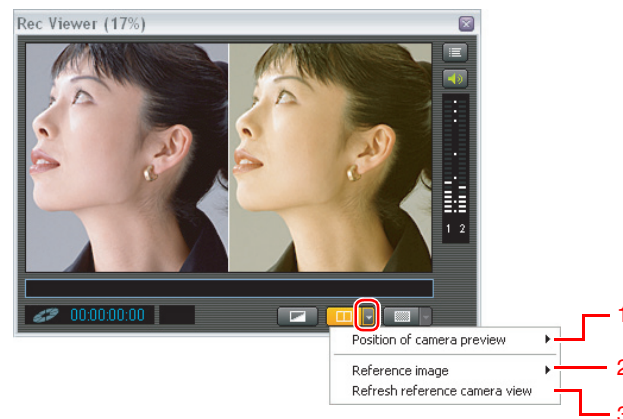 Rec Viewer (17%)
1 2
00:00:00:00
Position of camera preview
1
Reference image
2
Refresh reference camera view
3